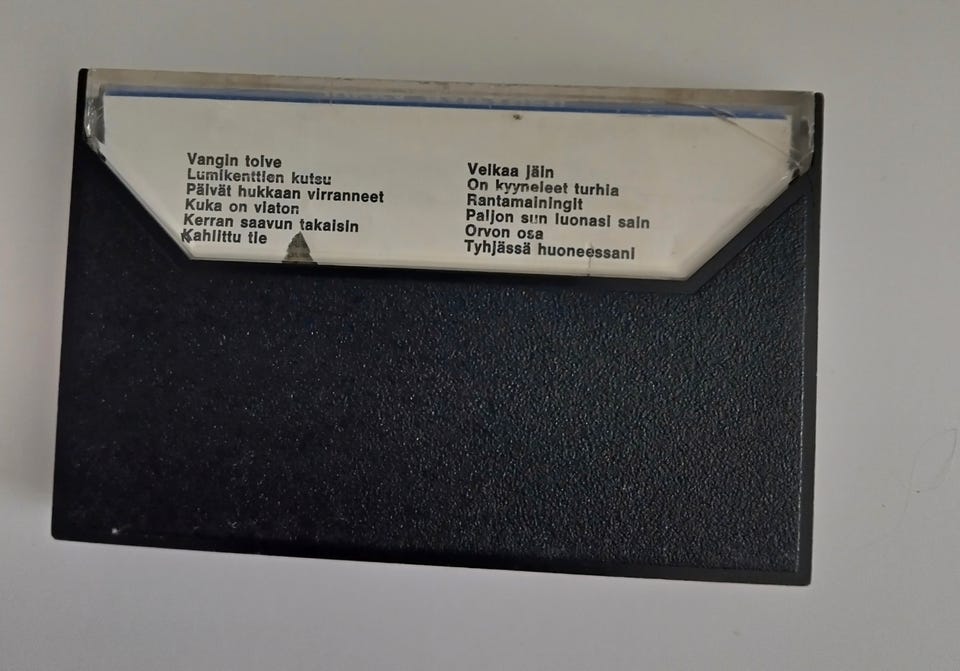 Vangin toive
Lumikenttien kutsu
Päivät hukkaan virranneet
Kuka on viaton
Kerran saavun takaisin
Kahlittu tie
Velkaa jäin
On kyyneleet turhia
Rantamainingit
Paljon sun luonasi sain
Orvon osa
Tyhjässä huoneessani